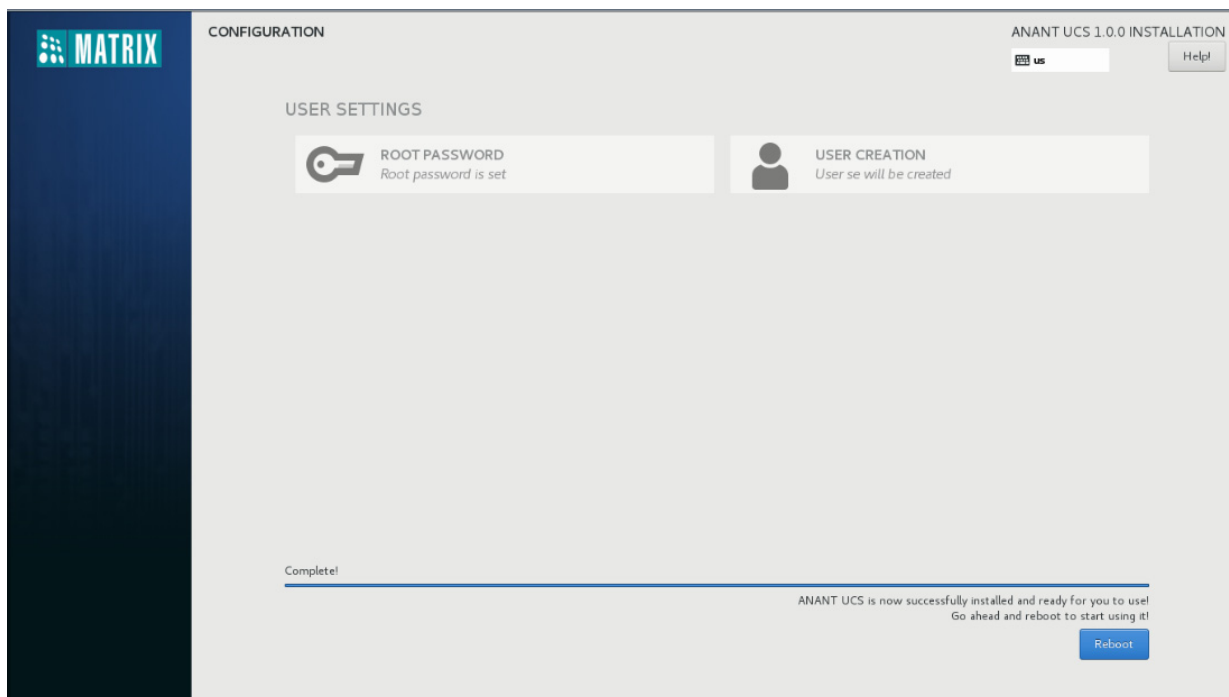 MATRIX
CONFIGURATION
ANANT UCS 1.0.0 INSTALLATION
us
Help!
USER SETTINGS
ROOT PASSWORD
Root password is set
USER CREATION
User se will be created
Complete!
ANANT UCS is now successfully installed and ready for you to use!
Go ahead and reboot to start using it!
Reboot